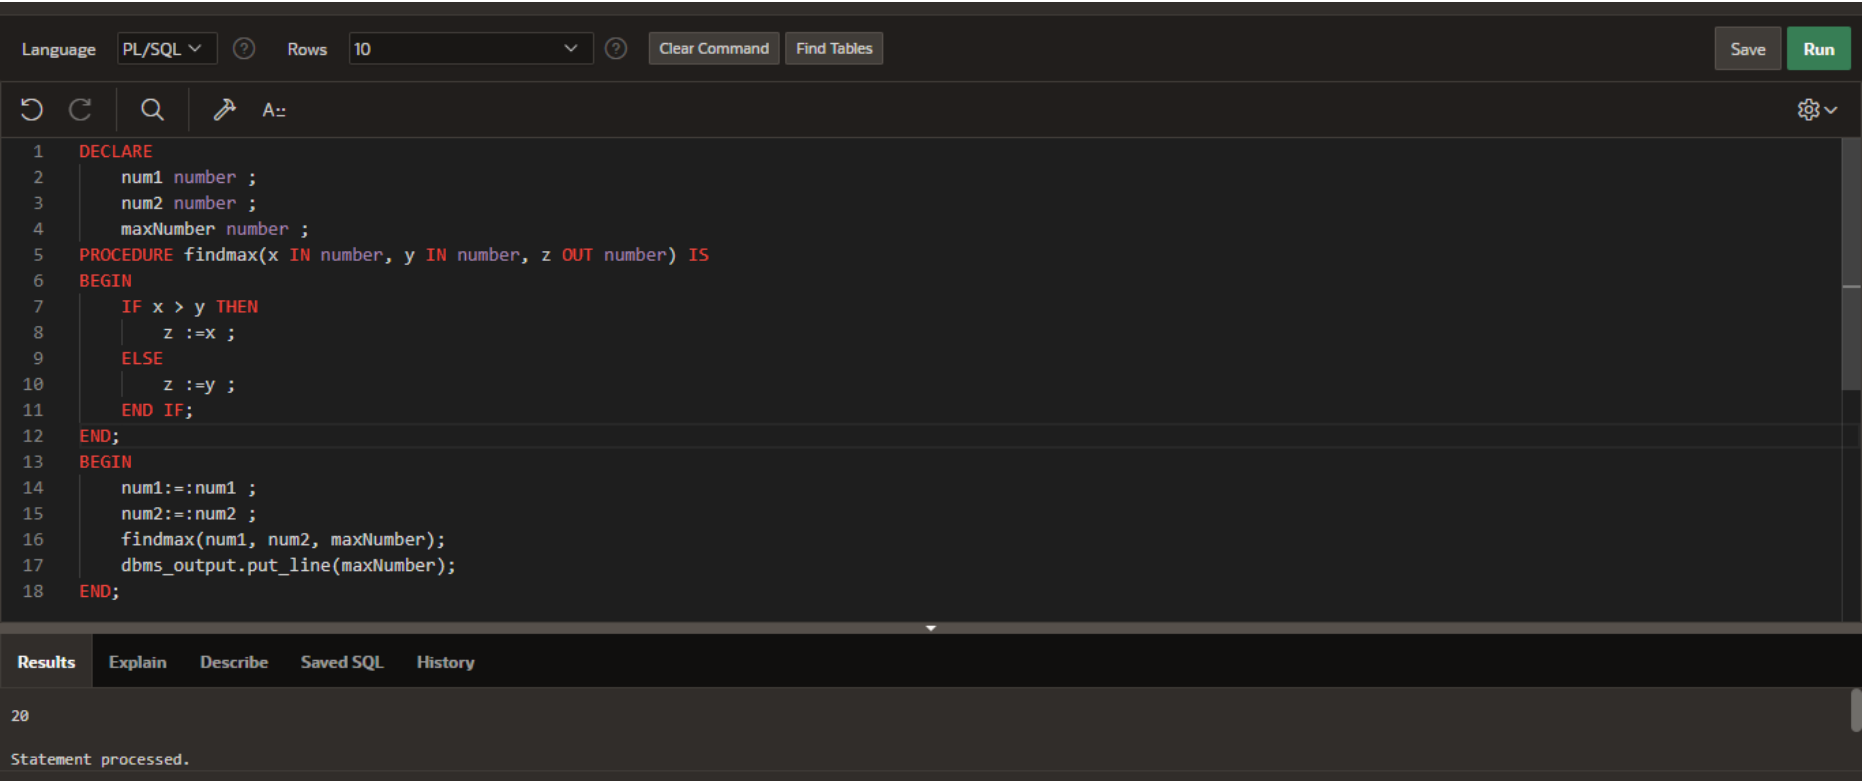 Language PL/SQL ? Rows 10 ? Clear Command Find Tables Save Run
A::
1 DECLARE
2 num1 number ;
3 num2 number ;
4 maxNumber number ;
5 PROCEDURE findmax(x IN number, y IN number, z OUT number) IS
6 BEGIN
7 IF x > y THEN
8 z :=x ;
9 ELSE
10 z :=y ;
11 END IF;
12 END;
13 BEGIN
14 num1:=:num1 ;
15 num2:=:num2 ;
16 findmax(num1, num2, maxNumber);
17 dbms_output.put_line(maxNumber);
18 END;
Results Explain Describe Saved SQL History
20
Statement processed.